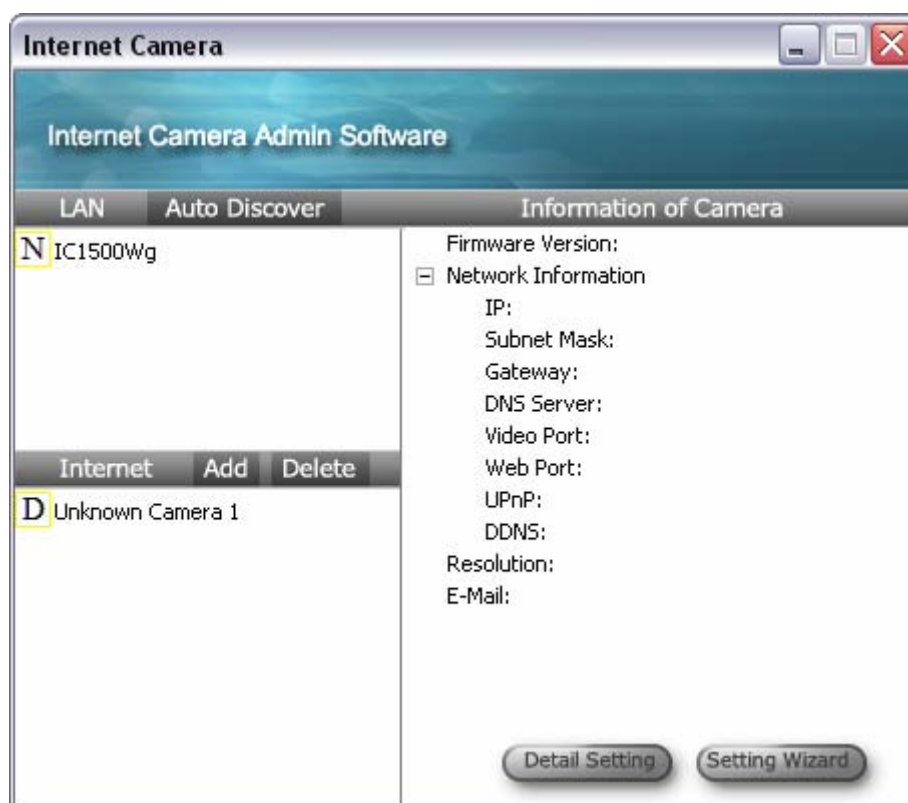 Internet Camera
Internet Camera Admin Software
LAN Auto Discover
N IC1500Wg
Internet Add Delete
D Unknown Camera 1
Information of Camera
Firmware Version:
Network Information
IP:
Subnet Mask:
Gateway:
DNS Server:
Video Port:
Web Port:
UPnP:
DDNS:
Resolution:
E-Mail:
Detail Setting Setting Wizard